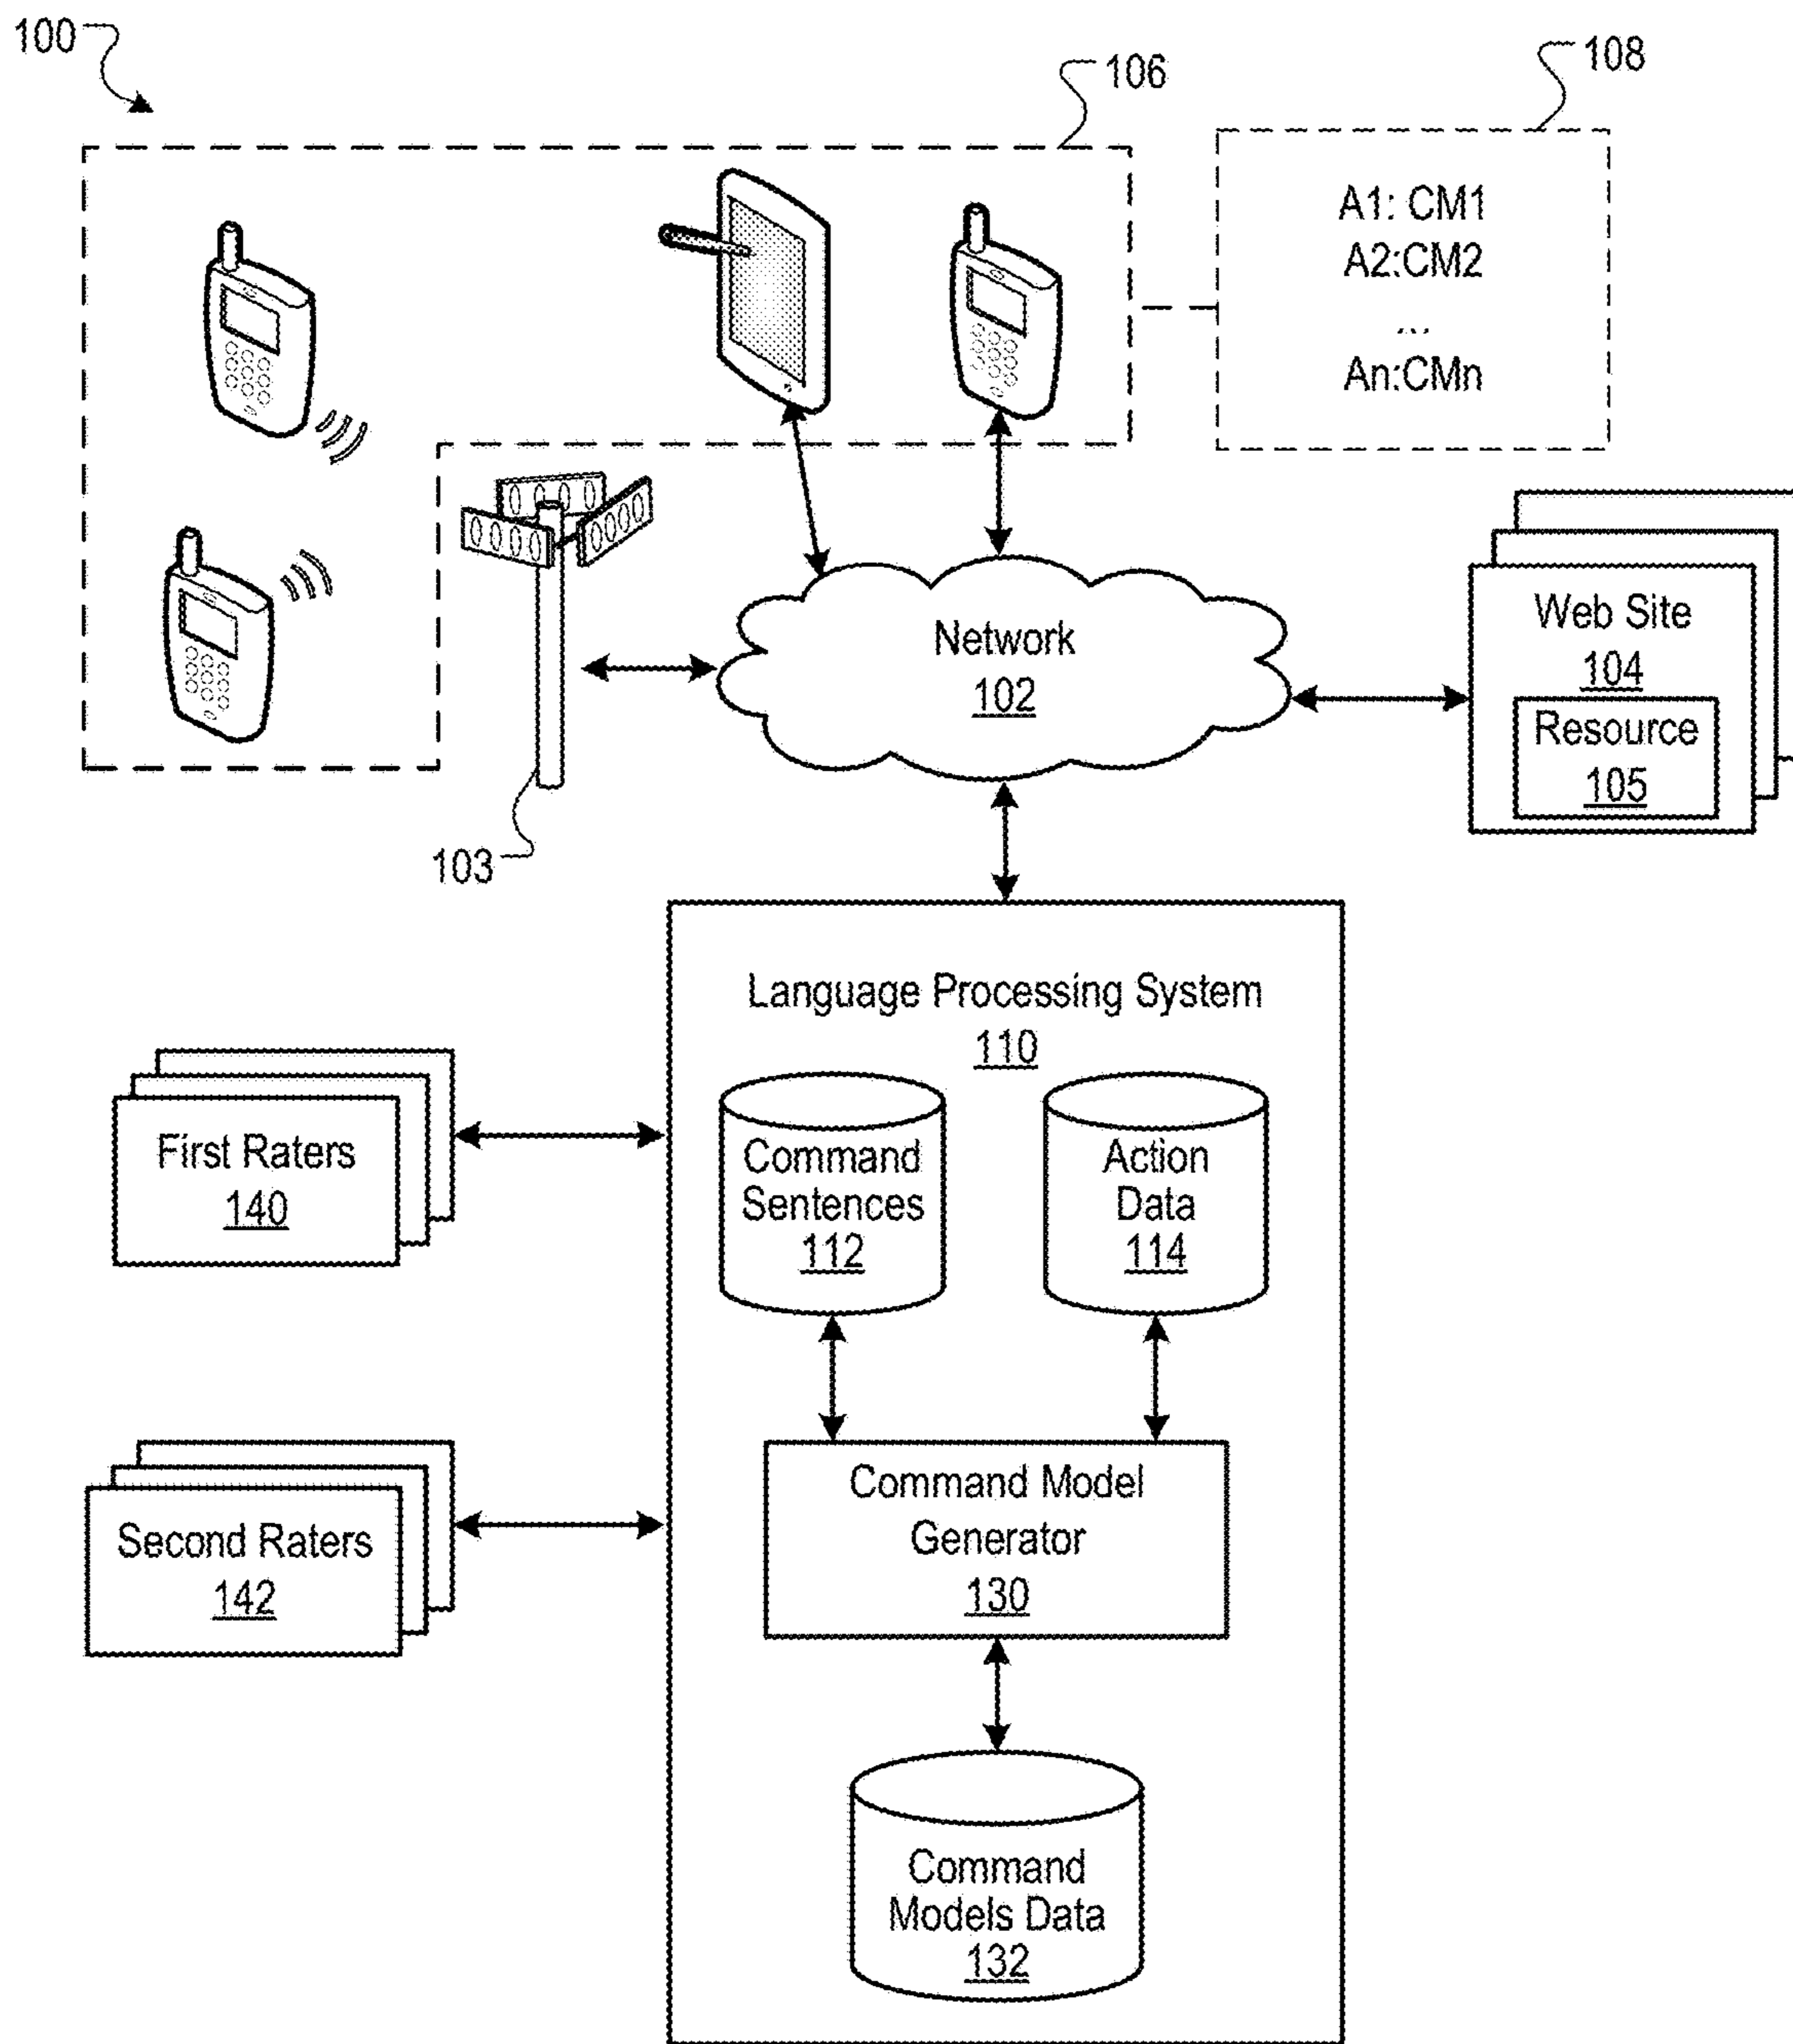 100
106
108
A1: CM1
A2:CM2
...
An:CMn
Network
102
Web Site
104
Resource
105
103
Language Processing System
110
First Raters
140
Command
Sentences
112
Action
Data
114
Second Raters
142
Command Model
Generator
130
Command
Models Data
132